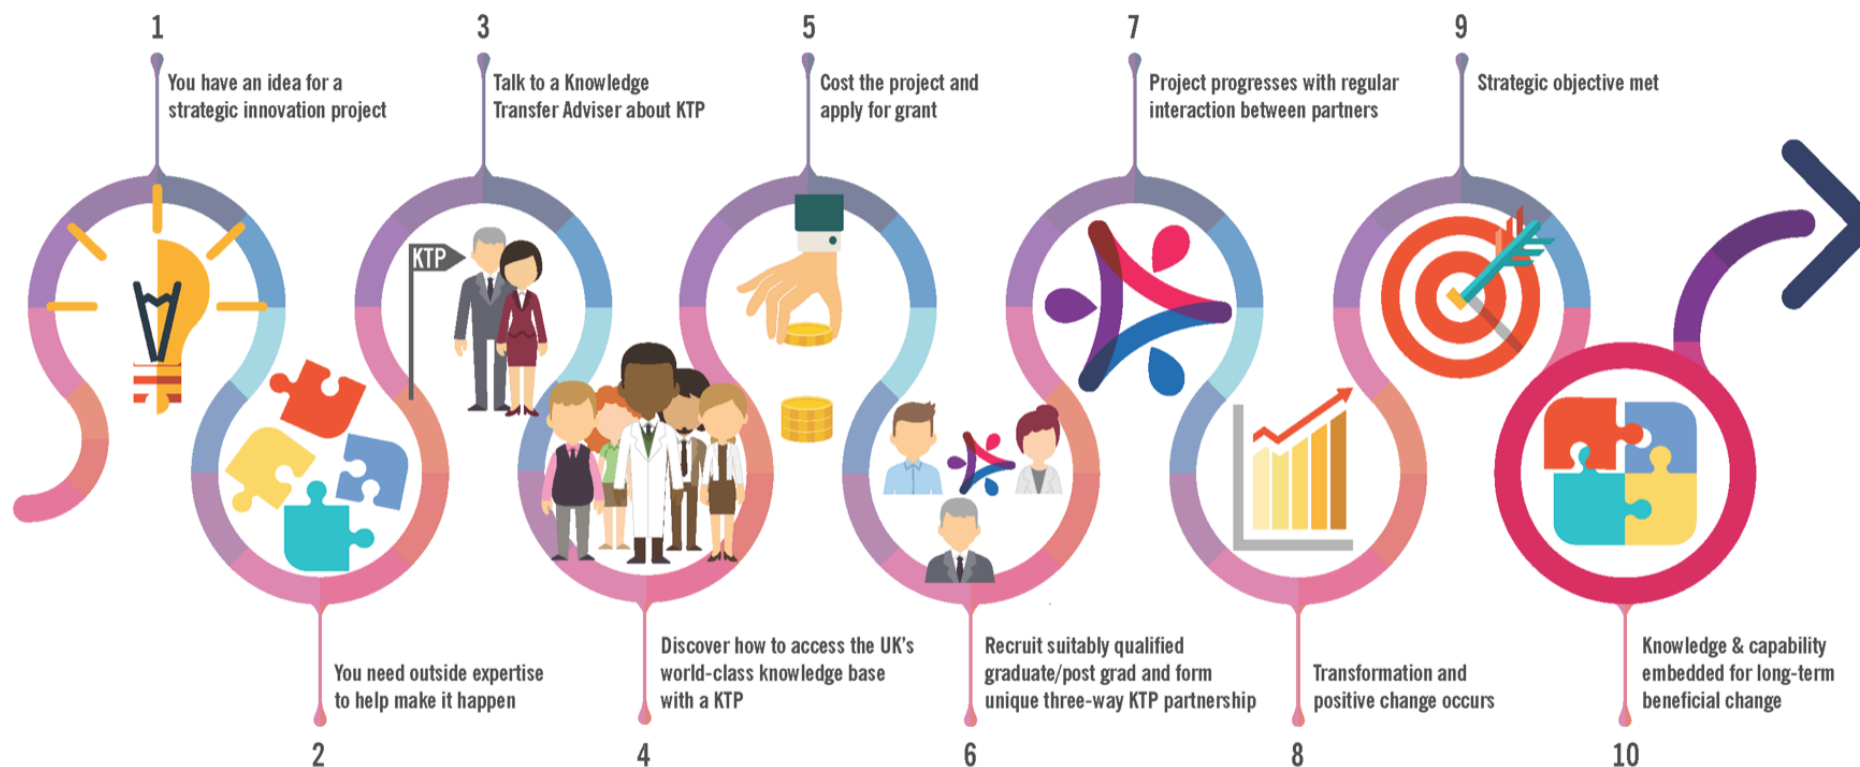 1
You have an idea for a
strategic innovation project
2
You need outside expertise
to help make it happen
3
Talk to a Knowledge
Transfer Adviser about KTP
KTP
4
Discover how to access the UK's
world-class knowledge base
with a KTP
5
Cost the project and
apply for grant
6
Recruit suitably qualified
graduate/post grad and form
unique three-way KTP partnership
7
Project progresses with regular
interaction between partners
8
Transformation and
positive change occurs
9
Strategic objective met
10
Knowledge & capability
embedded for long-term
beneficial change